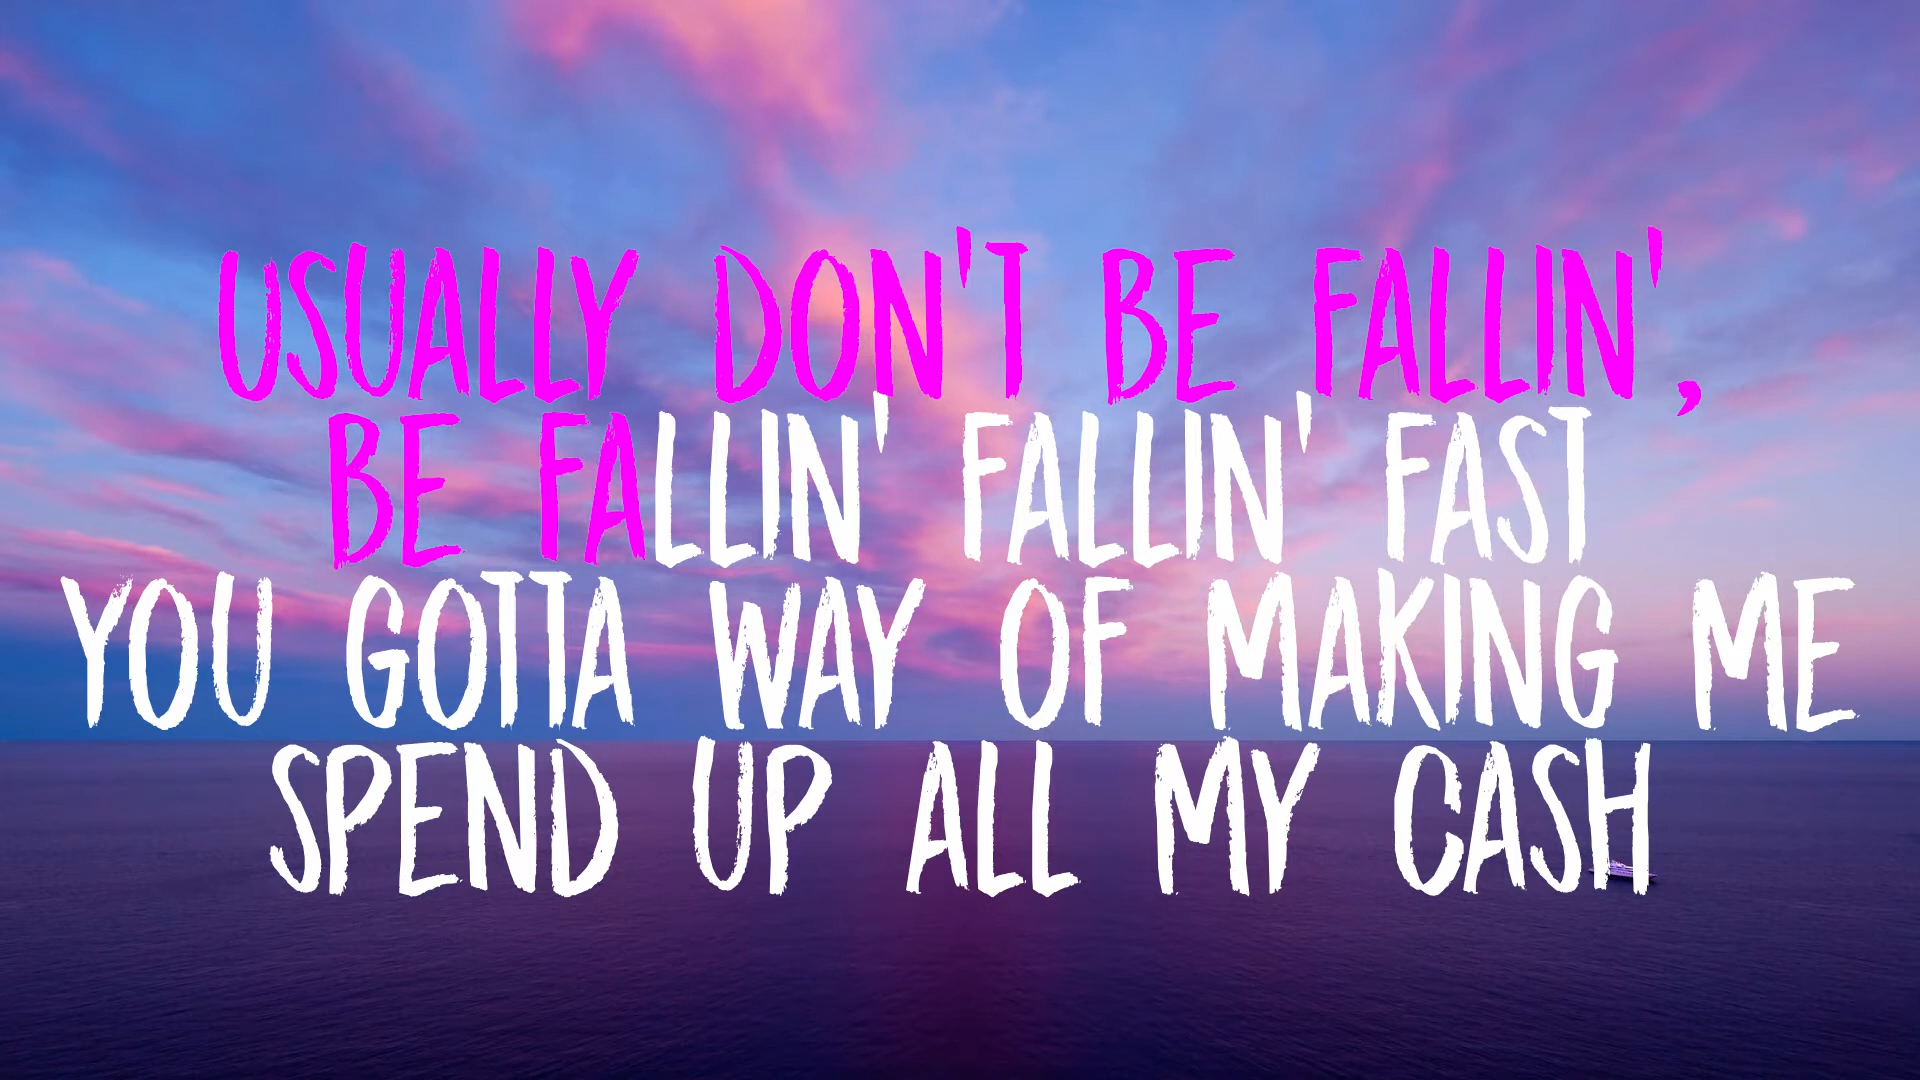 USUALLY DON'T BE FALLIN',
BE FALLIN' FALLIN' FAST
YOU GOTTA WAY OF MAKING ME
SPEND UP ALL MY CASH